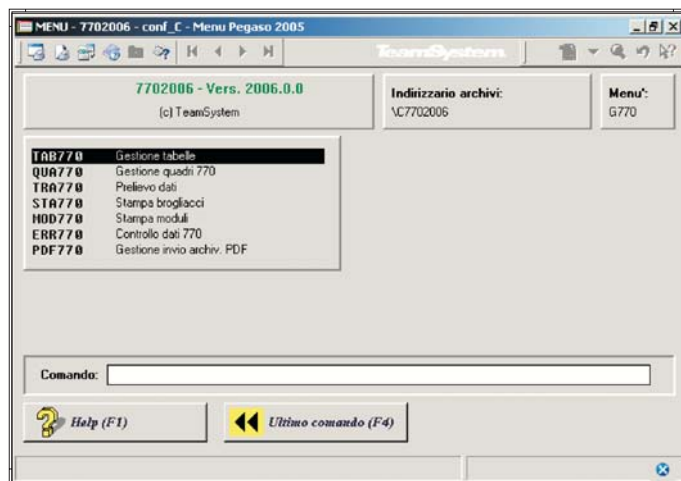 MENU - 7702006 - conf_C - Menu Pegaso 2005
TeamSystem
7702006 - Vers. 2006.0.0
(c) TeamSystem
Indirizzario archivi:
\C7702006
Menu':
G770
TAB770 Gestione tabelle
QUA770 Gestione quadri 770
TRA770 Prelievo dati
STA770 Stampa brogliacci
MOD770 Stampa moduli
ERR770 Controllo dati 770
PDF770 Gestione invio archiv. PDF
Comando:
Help (F1)
Ultimo comando (F4)